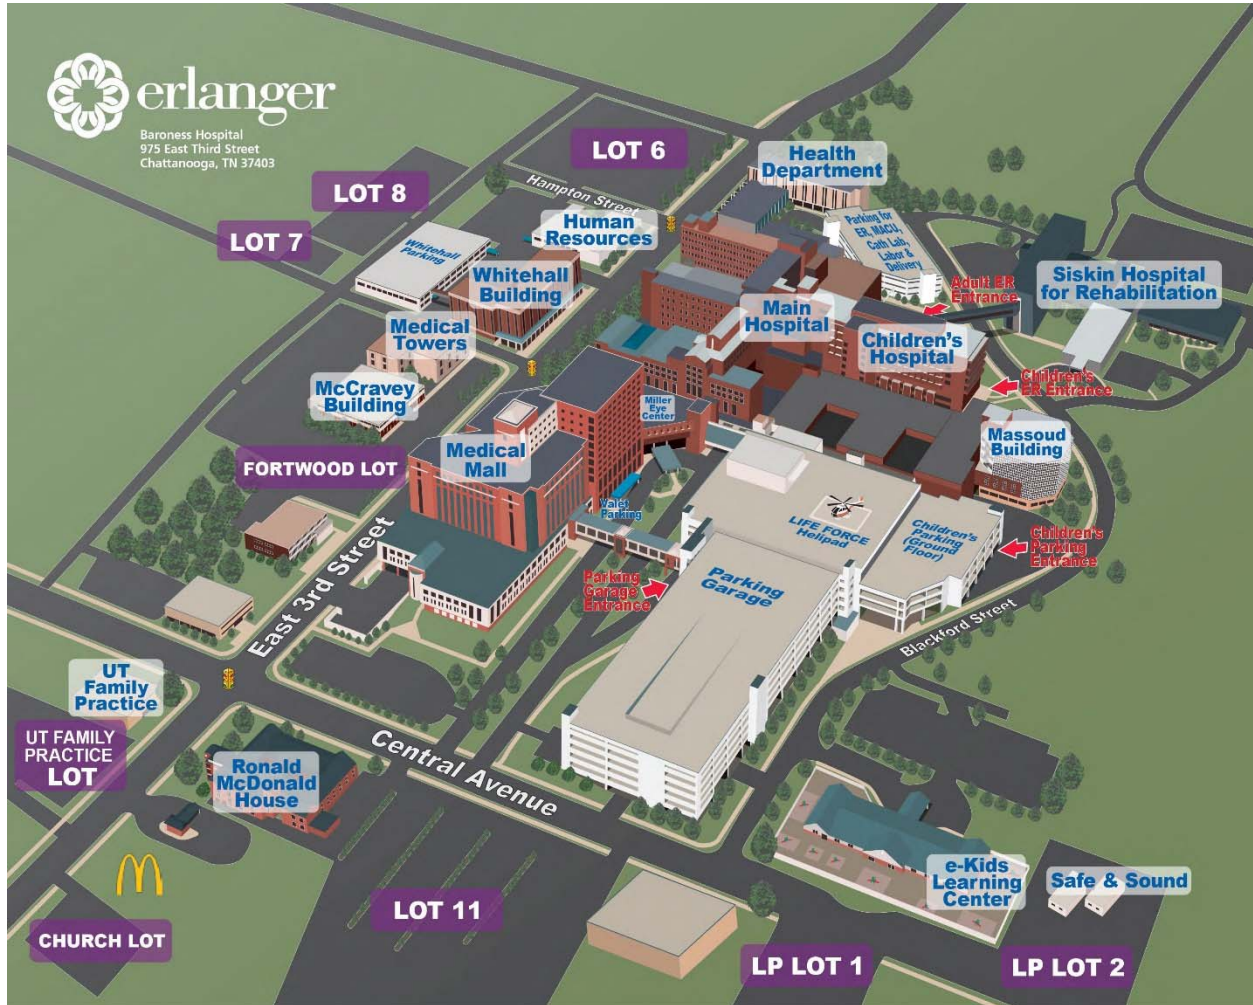 erlanger
Baroness Hospital
975 East Third Street
Chattanooga, TN 37403
LOT 6
Health
Department
LOT 8
Hampton Street
Parking for
ER, MACU,
Cath Lab,
Labor &
Delivery
LOT 7
Human
Resources
Whitehall
Parking
Whitehall
Building
Adult ER
Entrance
Siskin Hospital
for Rehabilitation
Main
Hospital
Medical
Towers
Children's
Hospital
McCravey
Building
Children's
ER Entrance
Miller
Eye
Center
Massoud
Building
Medical
Mall
FORTWOOD LOT
Valet
Parking
LIFE FORCE
Helipad
Children's
Parking
(Ground
Floor)
Children's
Parking
Entrance
East 3rd Street
Parking
Garage
Entrance
Parking
Garage
Blackford Street
UT
Family
Practice
UT FAMILY
PRACTICE
LOT
Central Avenue
Ronald
McDonald
House
e-Kids
Learning
Center
Safe & Sound
LOT 11
CHURCH LOT
LP LOT 1
LP LOT 2